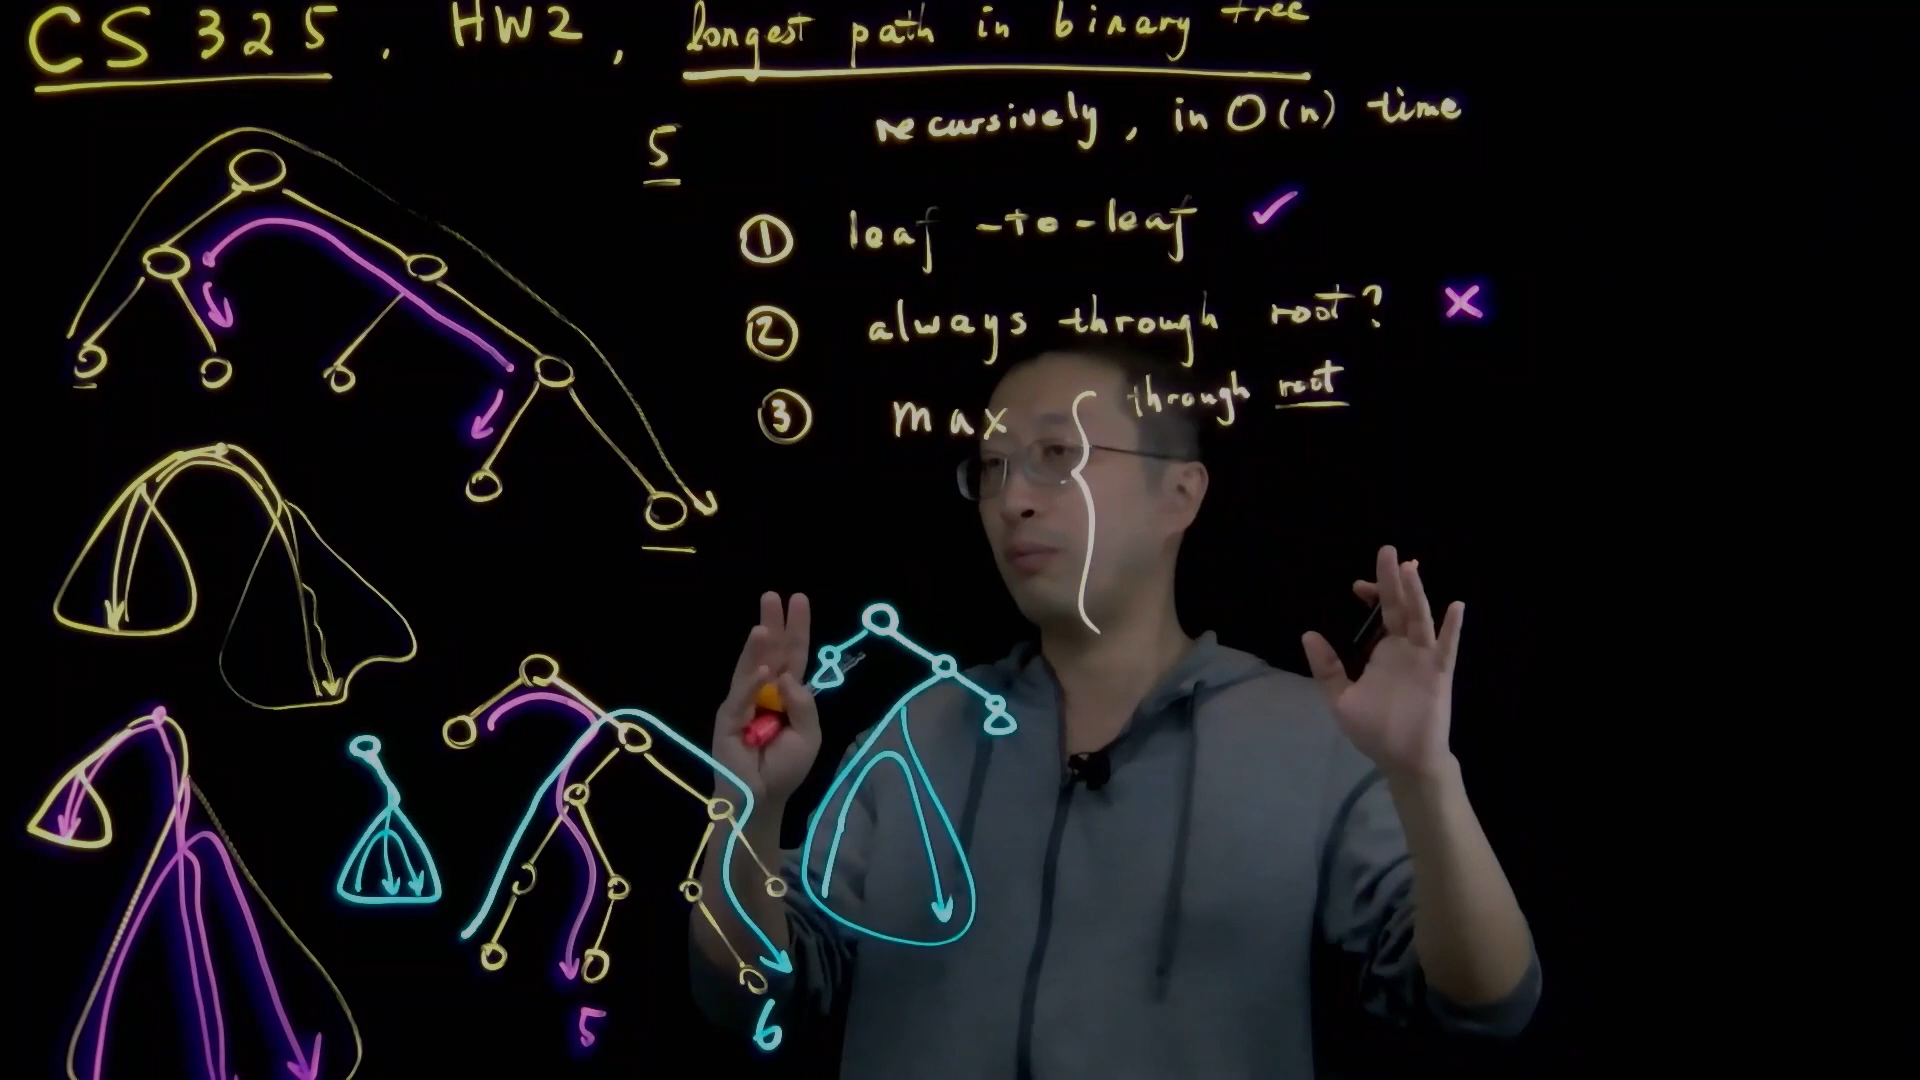 CS 325, HW2, longest path in binary tree
recursively, in O(n) time
5
① leaf-to-leaf ✓
② always through root? ✗
③ max { through root
5
6